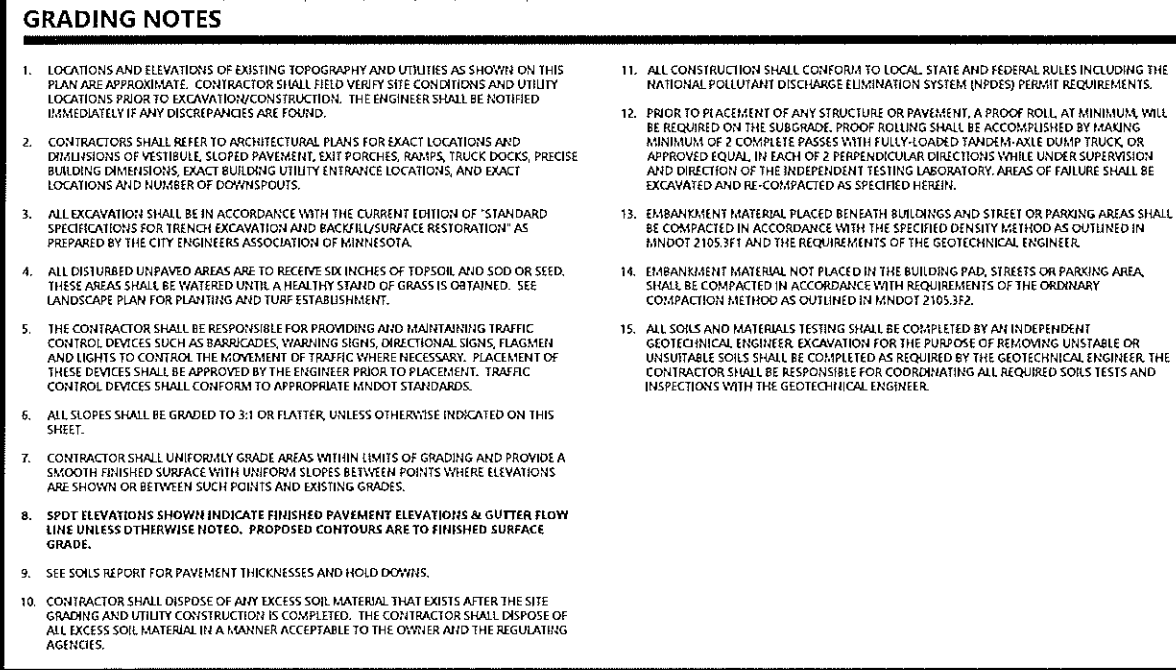 GRADING NOTES
1. LOCATIONS AND ELEVATIONS OF EXISTING TOPOGRAPHY AND UTILITIES AS SHOWN ON THIS
PLAN ARE APPROXIMATE. CONTRACTOR SHALL FIELD VERIFY SITE CONDITIONS AND UTILITY
LOCATIONS PRIOR TO EXCAVATION/CONSTRUCTION. THE ENGINEER SHALL BE NOTIFIED
IMMEDIATELY IF ANY DISCREPANCIES ARE FOUND.
2. CONTRACTORS SHALL REFER TO ARCHITECTURAL PLANS FOR EXACT LOCATIONS AND
DIMENSIONS OF VESTIBULE, SLOPED PAVEMENT, EXIT PORCHES, RAMPS, TRUCK DOCKS, PRECISE
BUILDING DIMENSIONS, EXACT BUILDING UTILITY ENTRANCE LOCATIONS, AND EXACT
LOCATIONS AND NUMBER OF DOWNSPOUTS.
3. ALL EXCAVATION SHALL BE IN ACCORDANCE WITH THE CURRENT EDITION OF "STANDARD
SPECIFICATIONS FOR TRENCH EXCAVATION AND BACKFILL/SURFACE RESTORATION" AS
PREPARED BY THE CITY ENGINEERS ASSOCIATION OF MINNESOTA.
4. ALL DISTURBED UNPAVED AREAS ARE TO RECEIVE SIX INCHES OF TOPSOIL AND SOD OR SEED.
THESE AREAS SHALL BE WATERED UNTIL A HEALTHY STAND OF GRASS IS OBTAINED. SEE
LANDSCAPE PLAN FOR PLANTING AND TURF ESTABLISHMENT.
5. THE CONTRACTOR SHALL BE RESPONSIBLE FOR PROVIDING AND MAINTAINING TRAFFIC
CONTROL DEVICES SUCH AS BARRICADES, WARNING SIGNS, DIRECTIONAL SIGNS, FLAGMEN
AND LIGHTS TO CONTROL THE MOVEMENT OF TRAFFIC WHERE NECESSARY. PLACEMENT OF
THESE DEVICES SHALL BE APPROVED BY THE ENGINEER PRIOR TO PLACEMENT. TRAFFIC
CONTROL DEVICES SHALL CONFORM TO APPROPRIATE MNDOT STANDARDS.
6. ALL SLOPES SHALL BE GRADED TO 3:1 OR FLATTER, UNLESS OTHERWISE INDICATED ON THIS
SHEET.
7. CONTRACTOR SHALL UNIFORMLY GRADE AREAS WITHIN LIMITS OF GRADING AND PROVIDE A
SMOOTH FINISHED SURFACE WITH UNIFORM SLOPES BETWEEN POINTS WHERE ELEVATIONS
ARE SHOWN OR BETWEEN SUCH POINTS AND EXISTING GRADES.
8. SPOT ELEVATIONS SHOWN INDICATE FINISHED PAVEMENT ELEVATIONS & GUTTER FLOW
LINE UNLESS OTHERWISE NOTED. PROPOSED CONTOURS ARE TO FINISHED SURFACE
GRADE.
9. SEE SOILS REPORT FOR PAVEMENT THICKNESSES AND HOLD DOWNS.
10. CONTRACTOR SHALL DISPOSE OF ANY EXCESS SOIL MATERIAL THAT EXISTS AFTER THE SITE
GRADING AND UTILITY CONSTRUCTION IS COMPLETED. THE CONTRACTOR SHALL DISPOSE OF
ALL EXCESS SOIL MATERIAL IN A MANNER ACCEPTABLE TO THE OWNER AND THE REGULATING
AGENCIES.
11. ALL CONSTRUCTION SHALL CONFORM TO LOCAL, STATE AND FEDERAL RULES INCLUDING THE
NATIONAL POLLUTANT DISCHARGE ELIMINATION SYSTEM (NPDES) PERMIT REQUIREMENTS.
12. PRIOR TO PLACEMENT OF ANY STRUCTURE OR PAVEMENT, A PROOF ROLL, AT MINIMUM, WILL
BE REQUIRED ON THE SUBGRADE. PROOF ROLLING SHALL BE ACCOMPLISHED BY MAKING
MINIMUM OF 2 COMPLETE PASSES WITH FULLY-LOADED TANDEM-AXLE DUMP TRUCK, OR
APPROVED EQUAL, IN EACH OF 2 PERPENDICULAR DIRECTIONS WHILE UNDER SUPERVISION
AND DIRECTION OF THE INDEPENDENT TESTING LABORATORY. AREAS OF FAILURE SHALL BE
EXCAVATED AND RE-COMPACTED AS SPECIFIED HEREIN.
13. EMBANKMENT MATERIAL PLACED BENEATH BUILDINGS AND STREET OR PARKING AREAS SHALL
BE COMPACTED IN ACCORDANCE WITH THE SPECIFIED DENSITY METHOD AS OUTLINED IN
MNDOT 2105.3F1 AND THE REQUIREMENTS OF THE GEOTECHNICAL ENGINEER.
14. EMBANKMENT MATERIAL NOT PLACED IN THE BUILDING PAD, STREETS OR PARKING AREA,
SHALL BE COMPACTED IN ACCORDANCE WITH REQUIREMENTS OF THE ORDINARY
COMPACTION METHOD AS OUTLINED IN MNDOT 2105.3F2.
15. ALL SOILS AND MATERIALS TESTING SHALL BE COMPLETED BY AN INDEPENDENT
GEOTECHNICAL ENGINEER. EXCAVATION FOR THE PURPOSE OF REMOVING UNSTABLE OR
UNSUITABLE SOILS SHALL BE COMPLETED AS REQUIRED BY THE GEOTECHNICAL ENGINEER. THE
CONTRACTOR SHALL BE RESPONSIBLE FOR COORDINATING ALL REQUIRED SOILS TESTS AND
INSPECTIONS WITH THE GEOTECHNICAL ENGINEER.